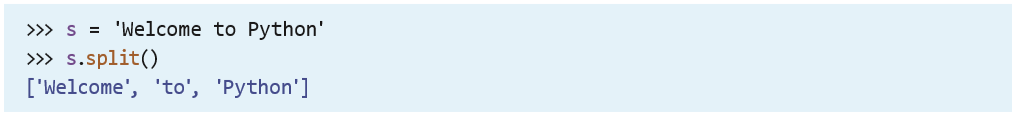 >>> s = 'Welcome to Python'
>>> s.split()
['Welcome', 'to', 'Python']